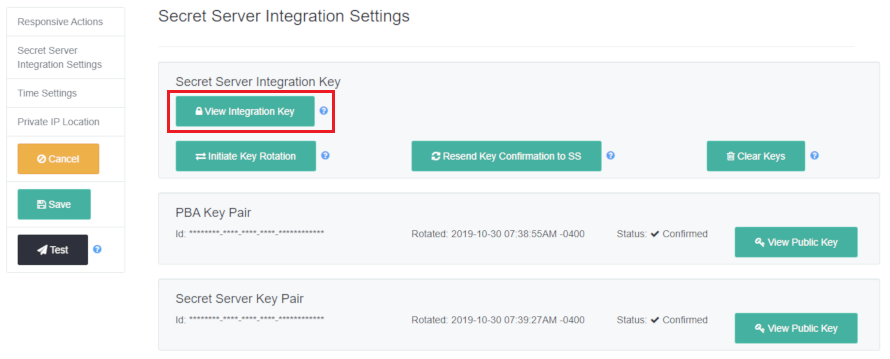 Responsive Actions
Secret Server
Integration Settings
Time Settings
Private IP Location
Cancel
Save
Test
Secret Server Integration Settings
Secret Server Integration Key
View Integration Key
Initiate Key Rotation
Resend Key Confirmation to SS
Clear Keys
PBA Key Pair
Id: ********-****-****-****-************ Rotated: 2019-10-30 07:38:55AM -0400 Status: ✔ Confirmed
View Public Key
Secret Server Key Pair
Id: ********-****-****-****-************ Rotated: 2019-10-30 07:39:27AM -0400 Status: ✔ Confirmed
View Public Key